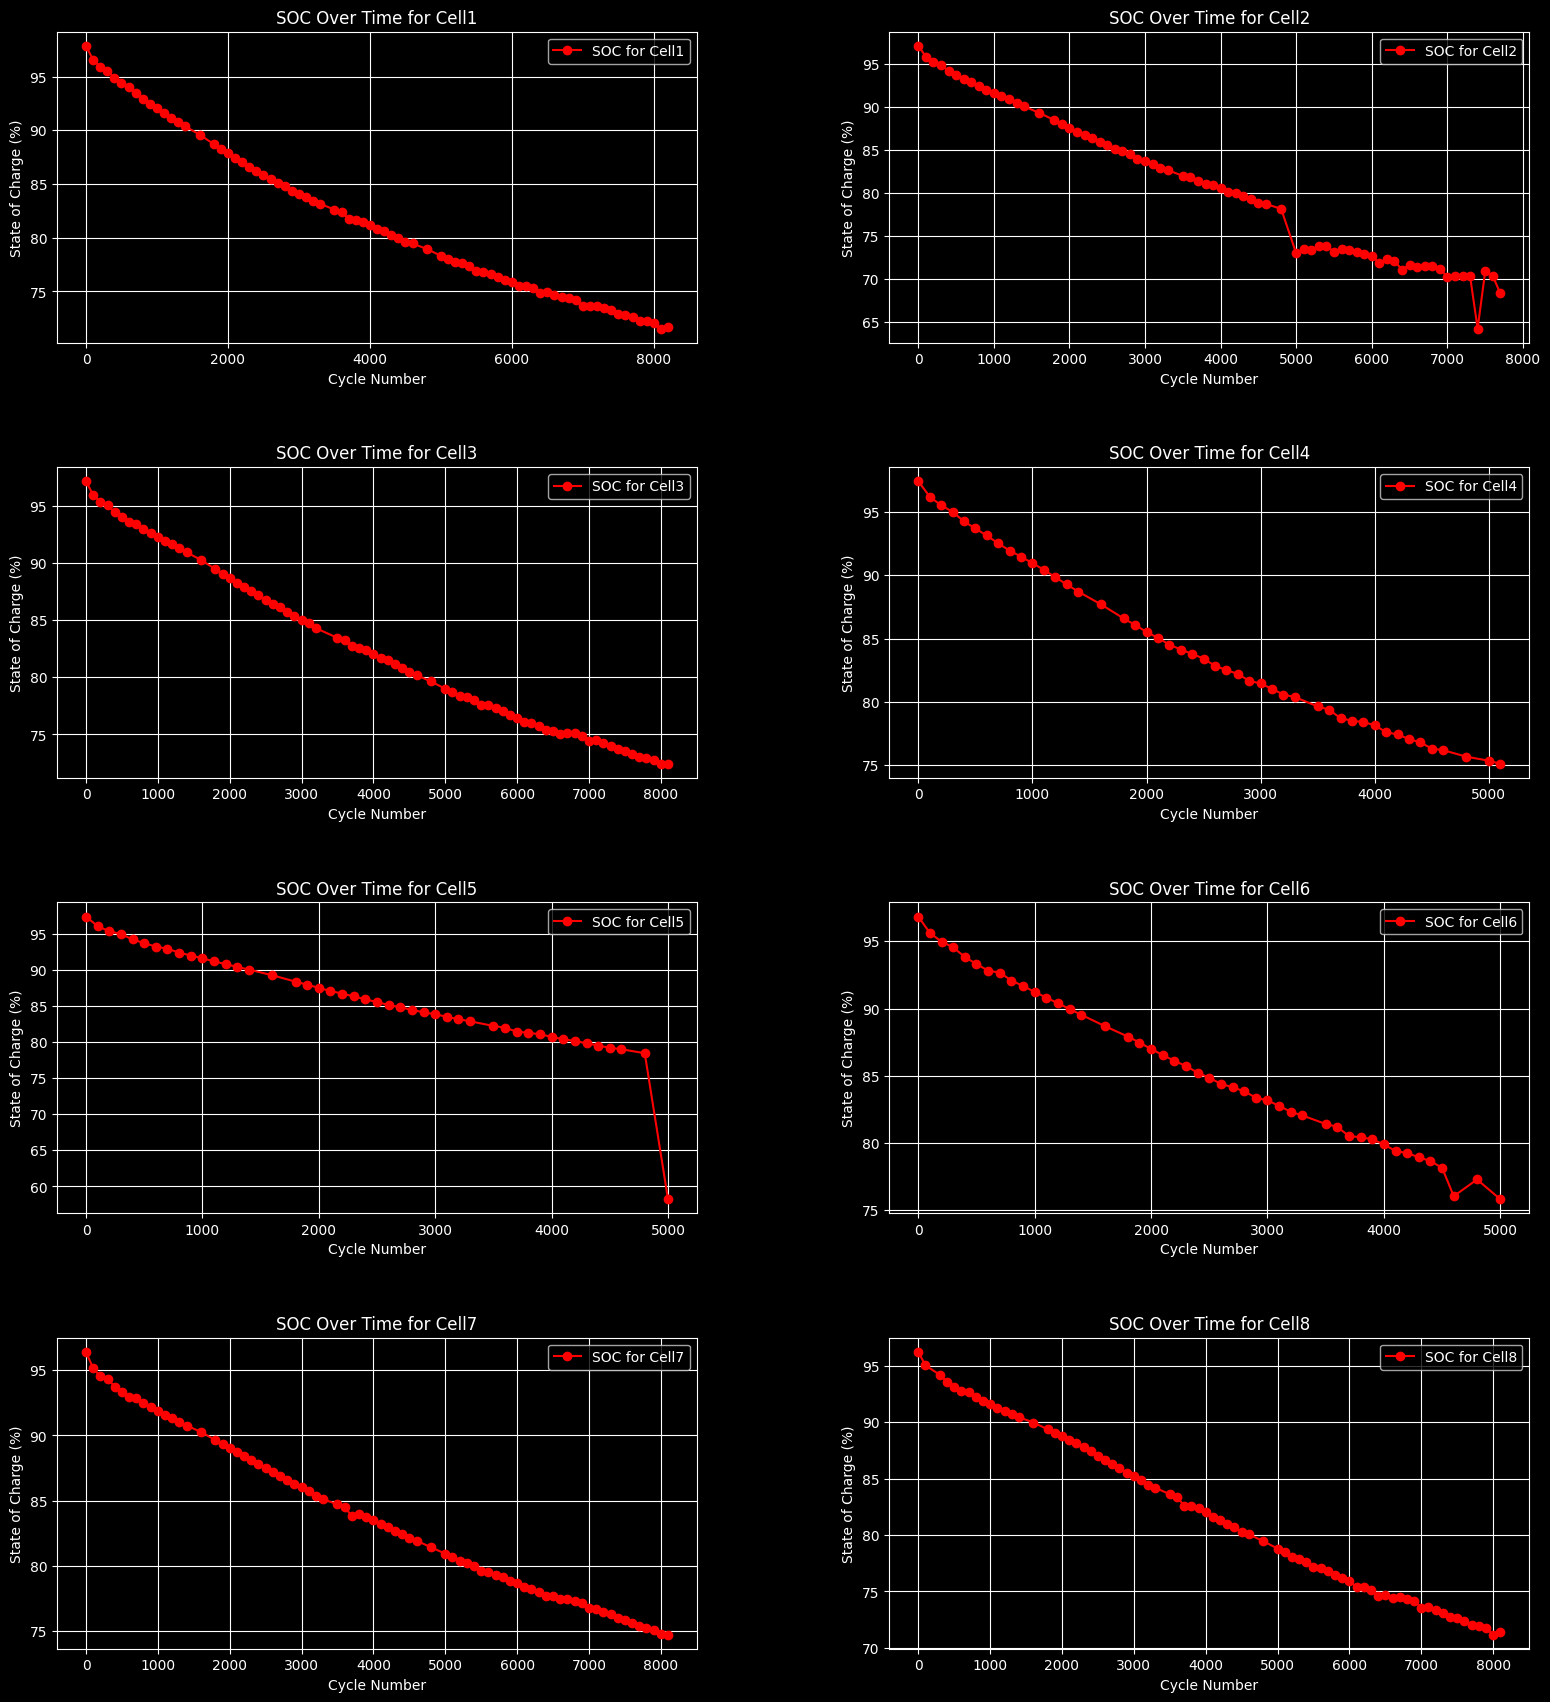 SOC Over Time for Cell1
SOC for Cell1
State of Charge (%)
95
90
85
80
75
0 2000 4000 6000 8000
Cycle Number
SOC Over Time for Cell2
SOC for Cell2
State of Charge (%)
95
90
85
80
75
70
65
0 1000 2000 3000 4000 5000 6000 7000 8000
Cycle Number
SOC Over Time for Cell3
SOC for Cell3
State of Charge (%)
95
90
85
80
75
0 1000 2000 3000 4000 5000 6000 7000 8000
Cycle Number
SOC Over Time for Cell4
SOC for Cell4
State of Charge (%)
95
90
85
80
75
0 1000 2000 3000 4000 5000
Cycle Number
SOC Over Time for Cell5
SOC for Cell5
State of Charge (%)
95
90
85
80
75
70
65
60
0 1000 2000 3000 4000 5000
Cycle Number
SOC Over Time for Cell6
SOC for Cell6
State of Charge (%)
95
90
85
80
75
0 1000 2000 3000 4000 5000
Cycle Number
SOC Over Time for Cell7
SOC for Cell7
State of Charge (%)
95
90
85
80
75
0 1000 2000 3000 4000 5000 6000 7000 8000
Cycle Number
SOC Over Time for Cell8
SOC for Cell8
State of Charge (%)
95
90
85
80
75
70
0 1000 2000 3000 4000 5000 6000 7000 8000
Cycle Number